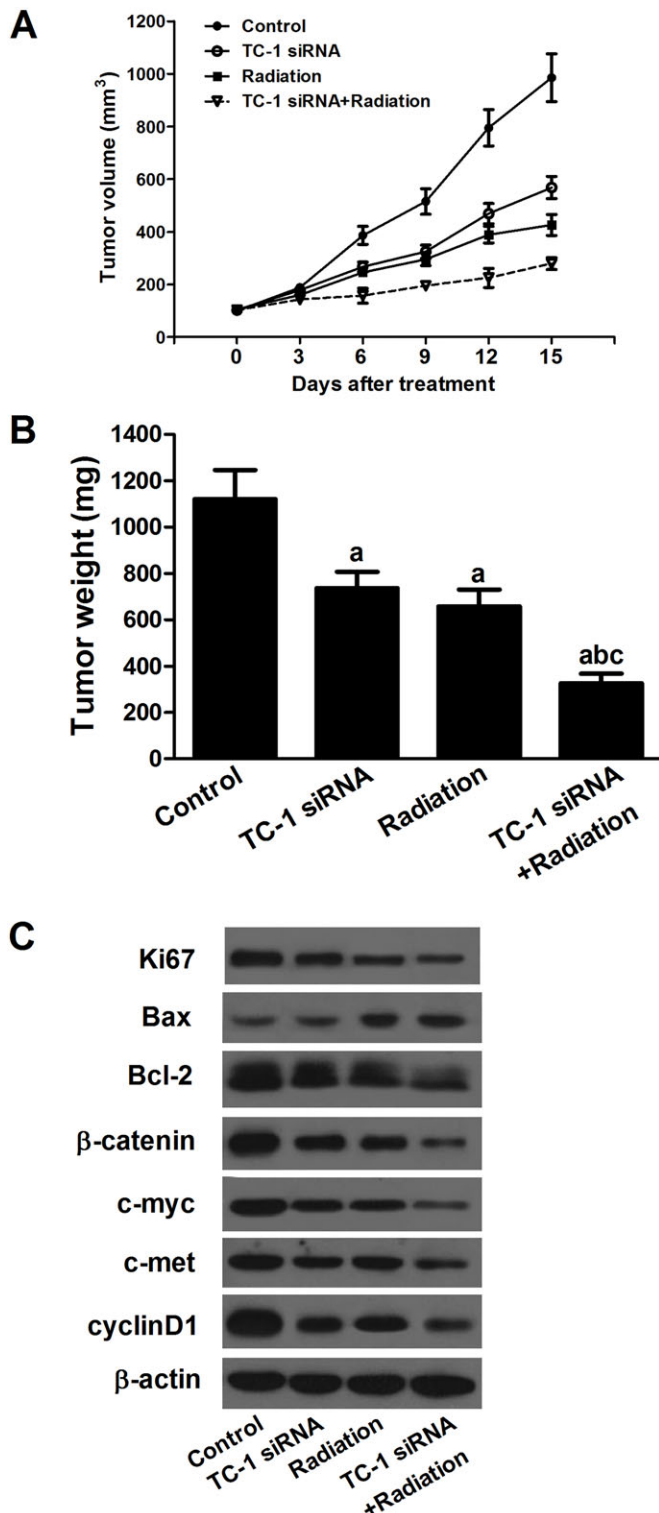 A
Control
TC-1 siRNA
Radiation
TC-1 siRNA+Radiation
Tumor volume (mm³)
1200
1000
800
600
400
200
0
0 3 6 9 12 15
Days after treatment
B
Tumor weight (mg)
1400
1200
1000
800
600
400
200
0
a a abc
Control
TC-1 siRNA
Radiation
TC-1 siRNA
+Radiation
C
Ki67
Bax
Bcl-2
β-catenin
c-myc
c-met
cyclinD1
β-actin
Control
TC-1 siRNA
Radiation
TC-1 siRNA
+Radiation